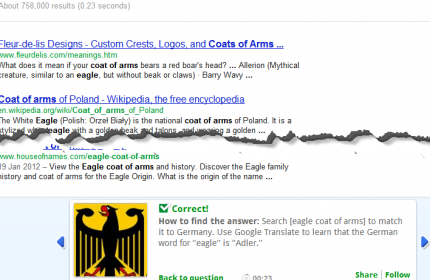 About 758,000 results (0.23 seconds)
Fleur-de-lis Designs - Custom Crests, Logos, and Coats of Arms ...
www.fleurdelis.com/meanings.htm
What does it mean if your coat of arms bears a red boar's head? ... Allerion (Mythical
creature, similar to an eagle, but without beak or claws) · Barry Wavy ...
Coat of arms of Poland - Wikipedia, the free encyclopedia
en.wikipedia.org/wiki/Coat_of_arms_of_Poland
The White Eagle (Polish: Orzeł Biały) is the national coat of arms of Poland. It is a
stylized white eagle with a golden beak and talons, and wearing a golden ...
www.houseofnames.com/eagle-coat-of-arms
19 Jan 2012 – View the Eagle coat of arms and history. Discover the Eagle family
history and coat of arms for the Eagle Origin. What is the origin of the name ...
Correct!
How to find the answer: Search [eagle coat of arms] to match
it to Germany. Use Google Translate to learn that the German
word for "eagle" is "Adler."
Back to question 00:23 Share Follow